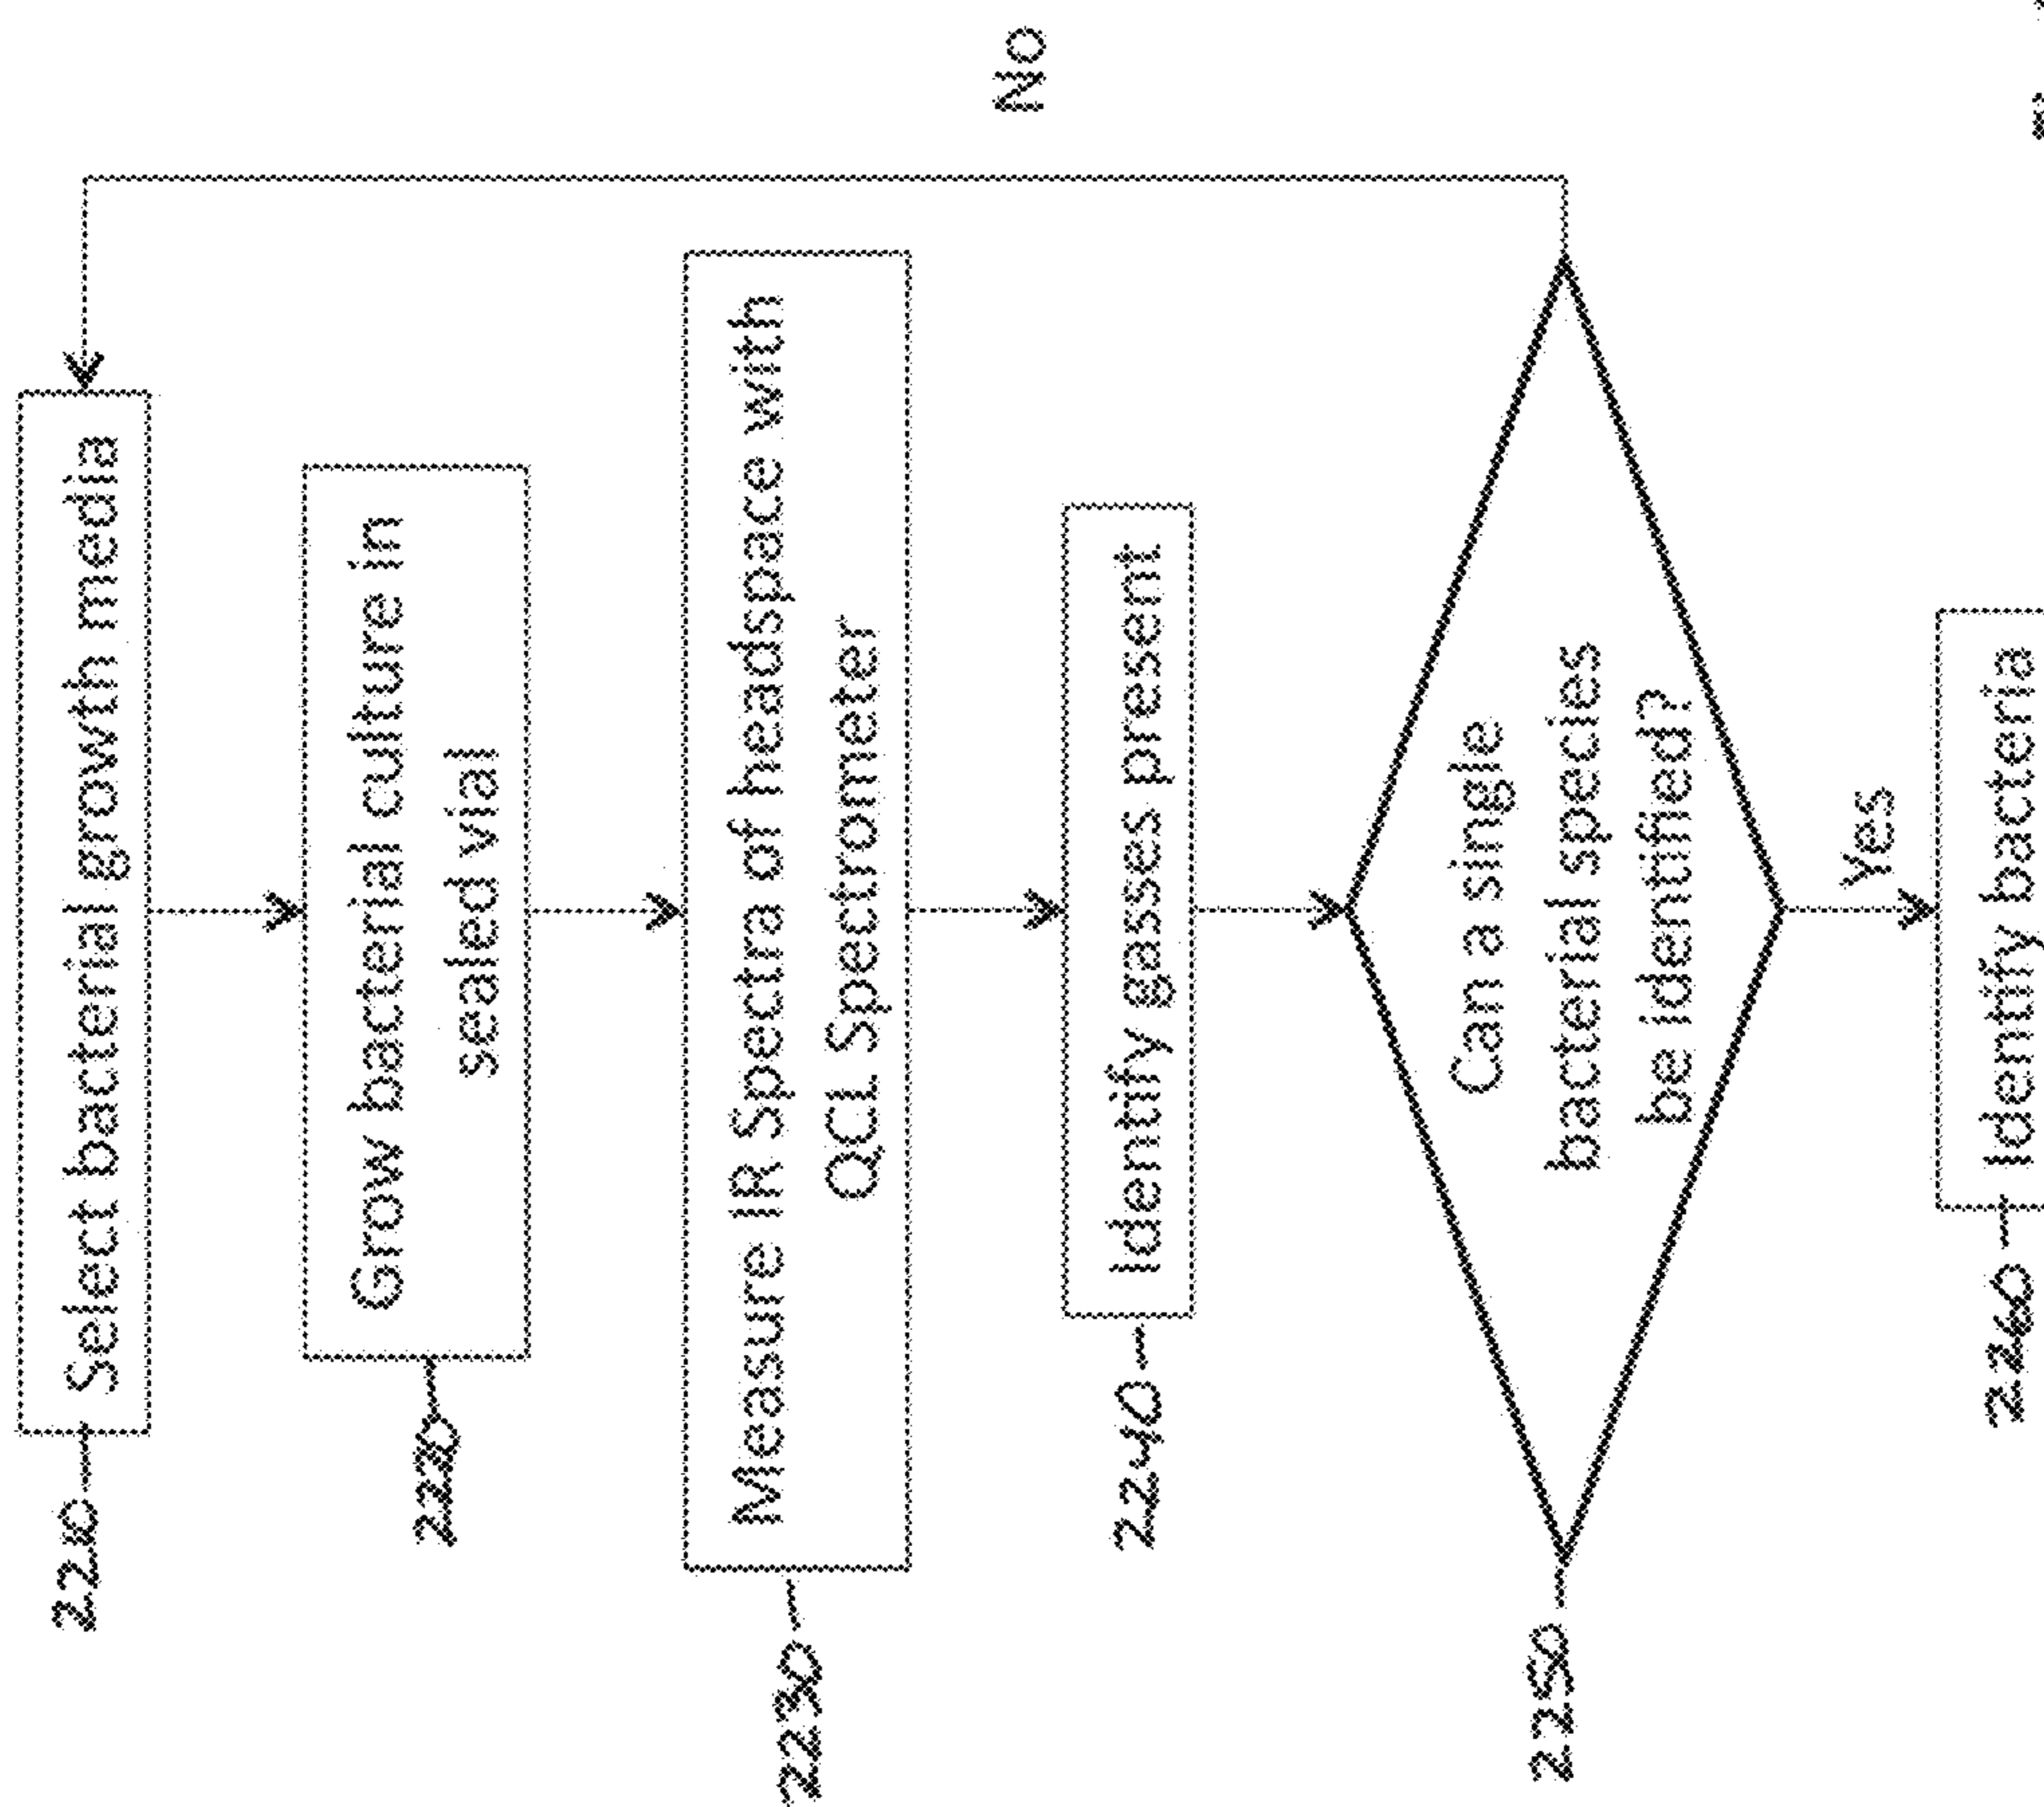 2210
Select bacterial growth media
2220
Grow bacterial culture in
sealed vial
2230
Measure IR Spectra of headspace with
QCL Spectrometer
2240
Identify gasses present
2250
Can a single
bacterial species
be identified?
No
Yes
2260
Identify bacteria